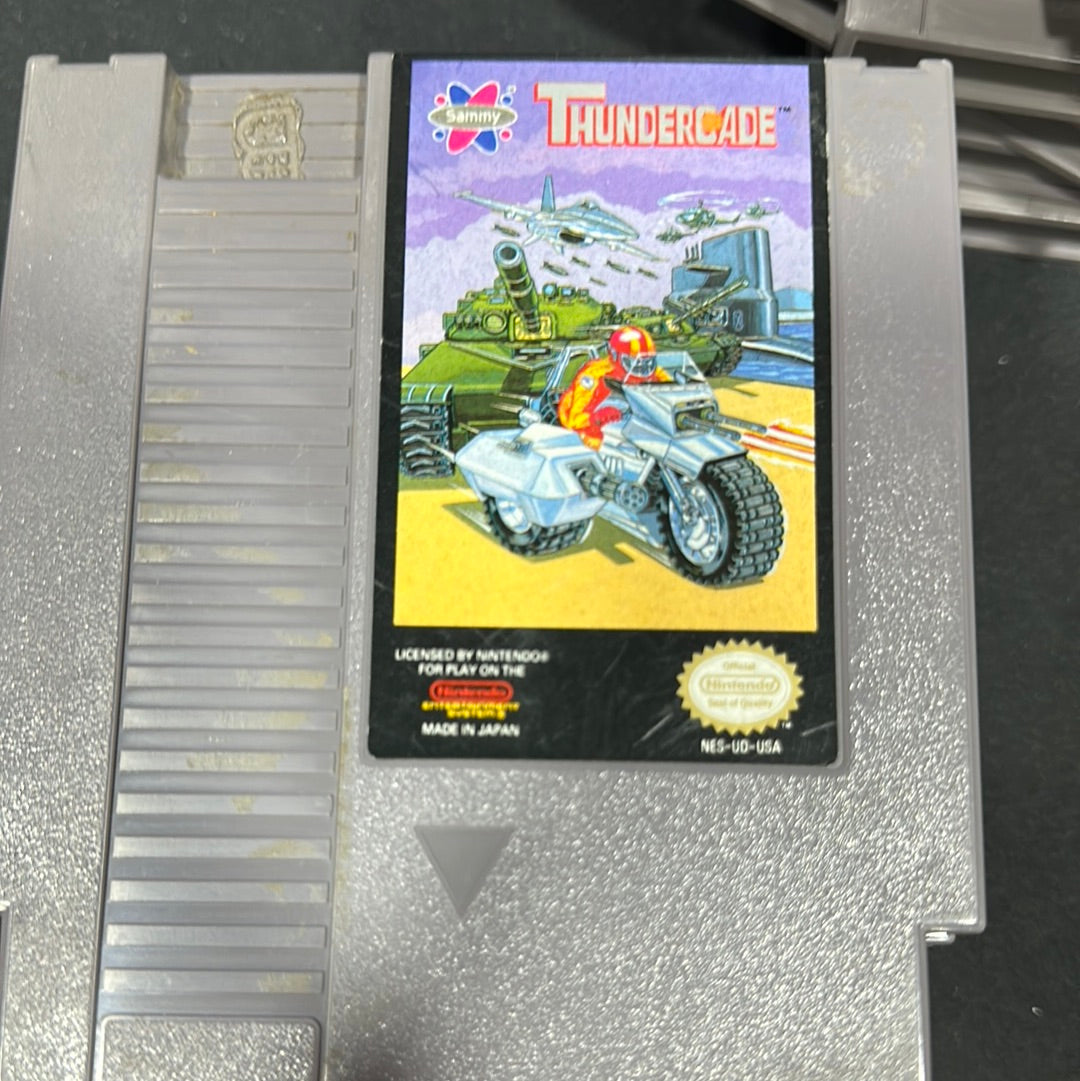 Sammy
THUNDERCADE™
LICENSED BY NINTENDO®
FOR PLAY ON THE
Nintendo
ENTERTAINMENT
SYSTEM®
MADE IN JAPAN
Official
Nintendo
Seal of Quality
™
NES-UD-USA